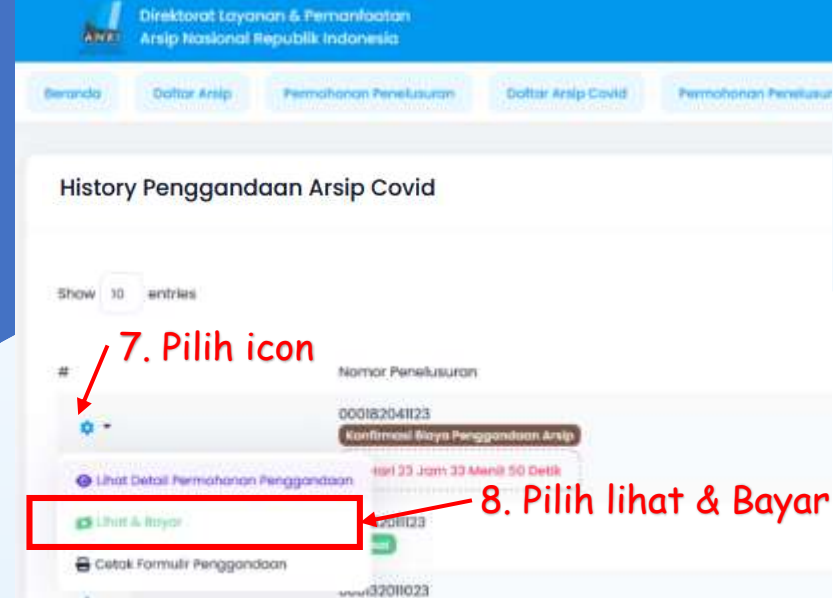 Direktorat Layanan & Pemanfaatan
ANRI Arsip Nasional Republik Indonesia
Beranda Daftar Arsip Permohonan Penelusuran Daftar Arsip Covid Permohonan Penelusur
History Penggandaan Arsip Covid
Show 10 entries
7. Pilih icon
# Nomor Penelusuran
000182041123
Konfirmasi Biaya Penggandaan Arsip
Hari 23 Jam 33 Menit 50 Detik
Lihat Detail Permohonan Penggandaan
8. Pilih lihat & Bayar
Lihat & Bayar
Cetak Formulir Penggandaan